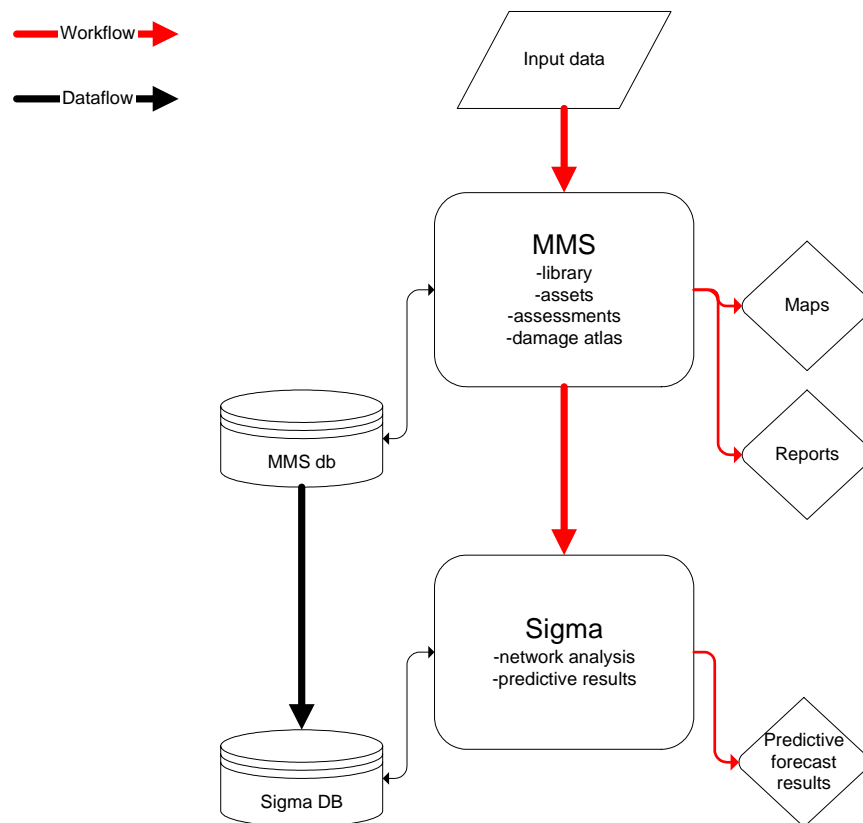 Workflow
Dataflow
Input data
MMS
-library
-assets
-assessments
-damage atlas
Maps
Reports
MMS db
Sigma
-network analysis
-predictive results
Predictive
forecast
results
Sigma DB